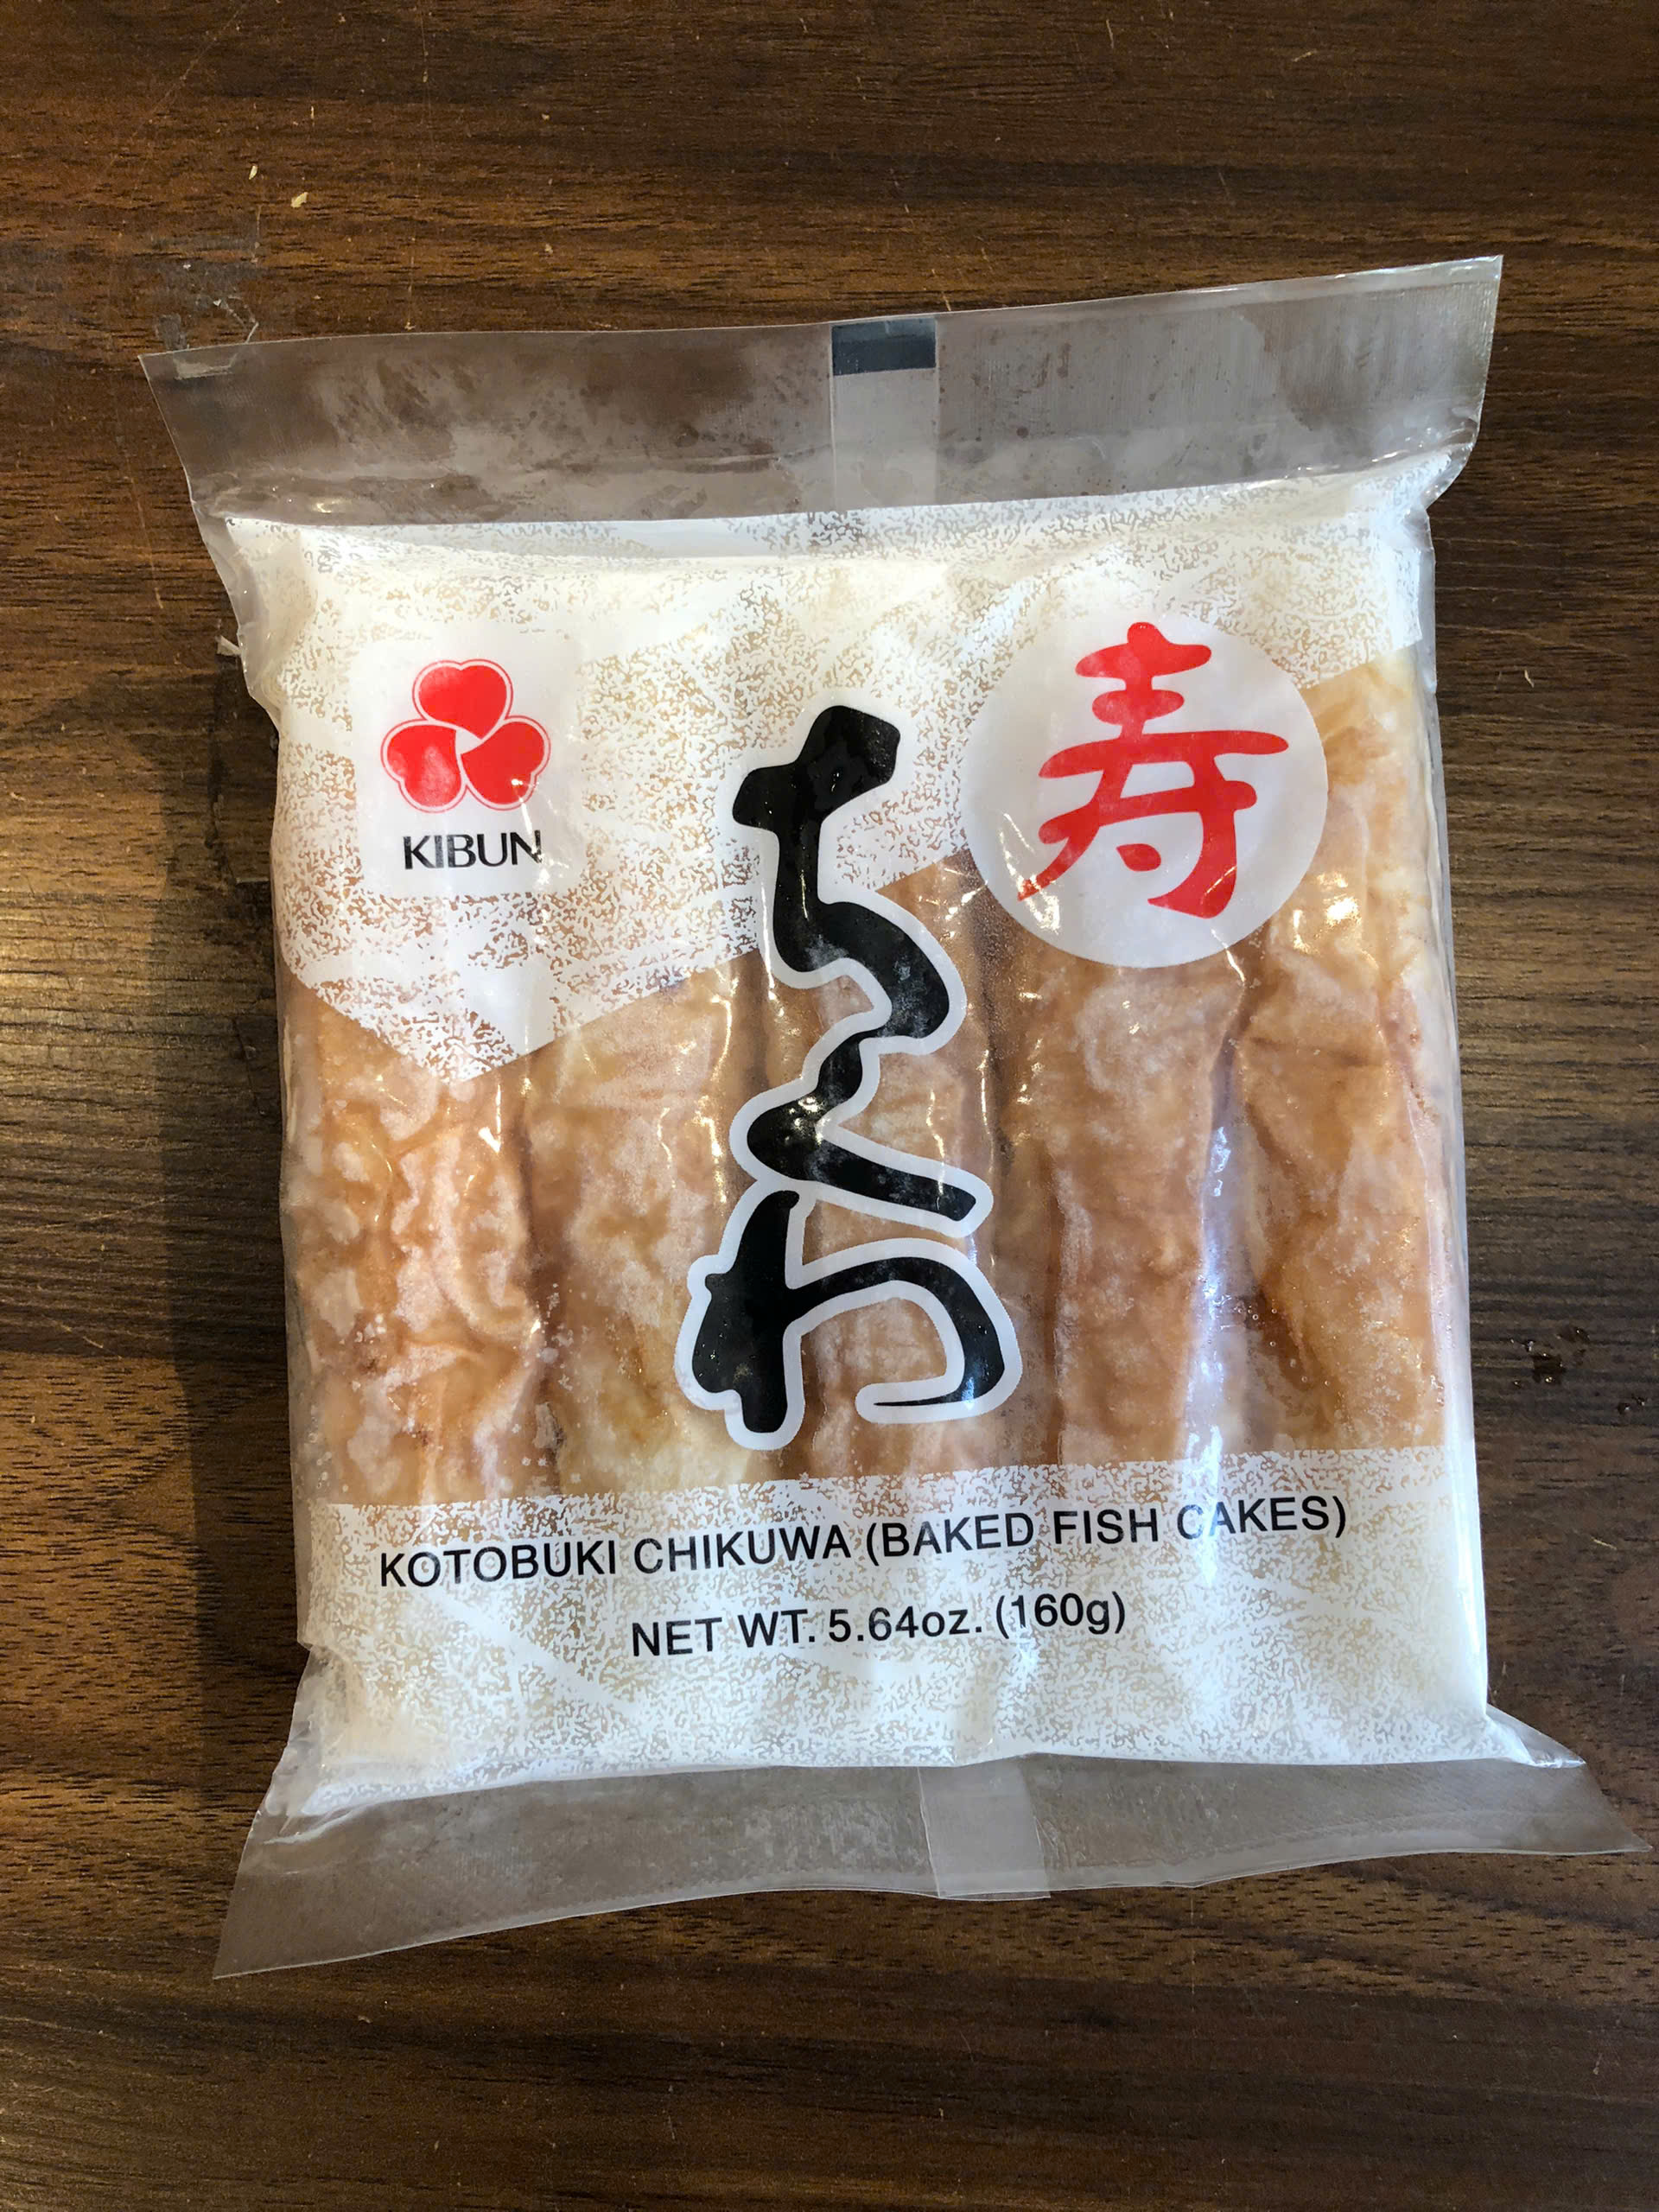 KIBUN
寿
ちくわ
KOTOBUKI CHIKUWA (BAKED FISH CAKES)
NET WT. 5.64oz. (160g)